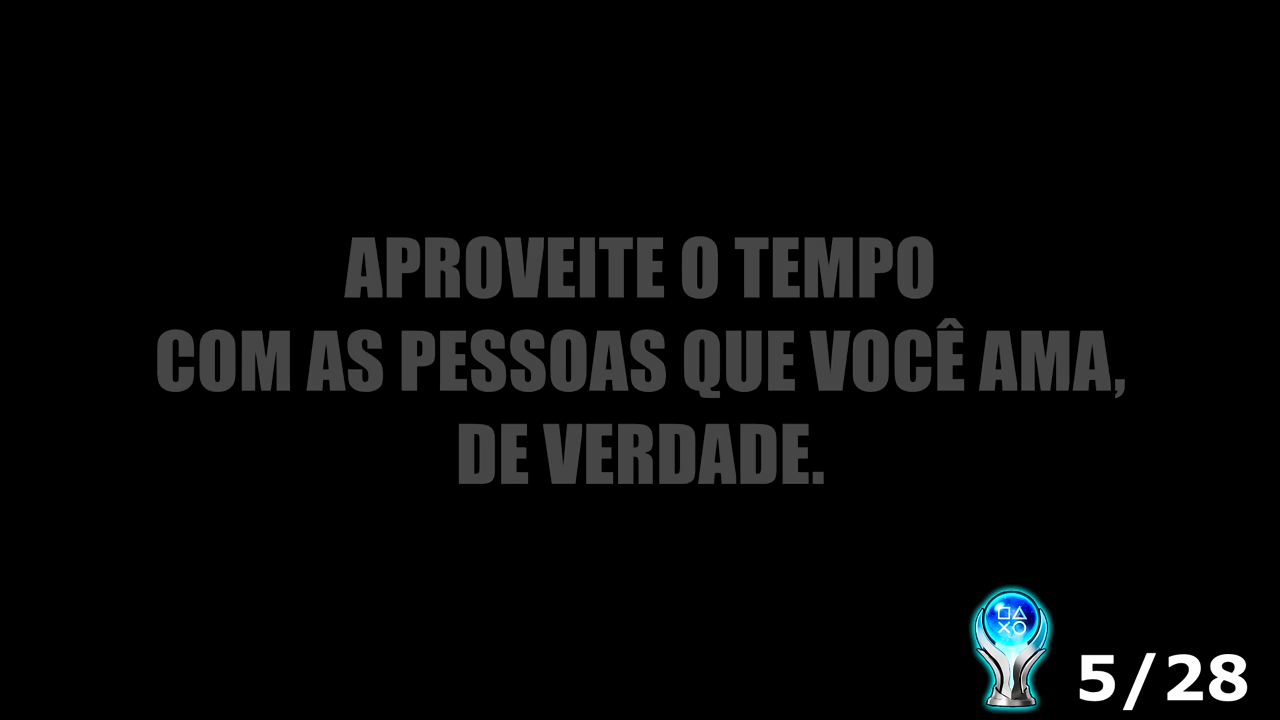 APROVEITE O TEMPO
COM AS PESSOAS QUE VOCÊ AMA,
DE VERDADE.
5/28